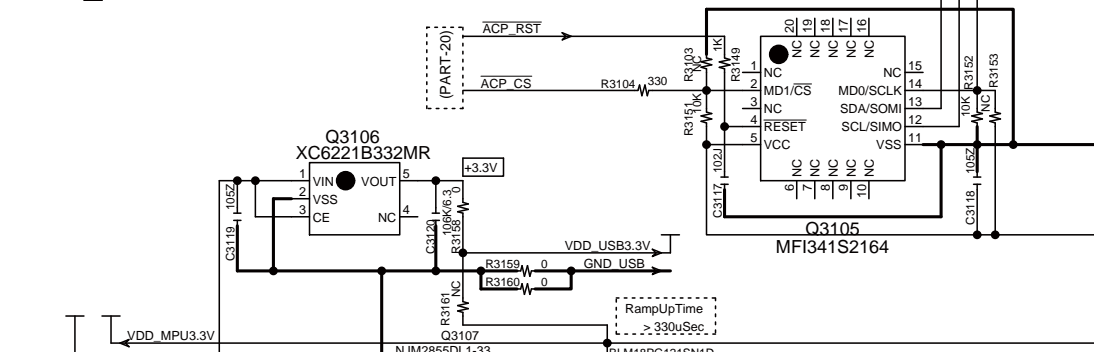 ACP_RST
ACP_CS
(PART-20)
R3104
330
R3103
NC
1K
R3149
R3151
10K
20
19
18
17
16
NC
NC
NC
NC
NC
1
NC
2
MD1/CS
3
NC
4
RESET
5
VCC
NC
15
MD0/SCLK
14
SDA/SOMI
13
SCL/SIMO
12
VSS
11
NC
NC
NC
NC
NC
6
7
8
9
10
Q3105
MFI341S2164
C3117
102J
R3152
10K
NC
R3153
105Z
C3118
Q3106
XC6221B332MR
1
VIN
VOUT
5
2
VSS
3
CE
NC
4
+3.3V
105Z
C3119
C3120
106K/6.3
R3158
0
VDD_USB3.3V
R3159
0
GND_USB
R3160
0
R3161
NC
RampUpTime
> 330uSec
VDD_MPU3.3V
Q3107
NJM2855DL1-33
BLM18PG121SN1D